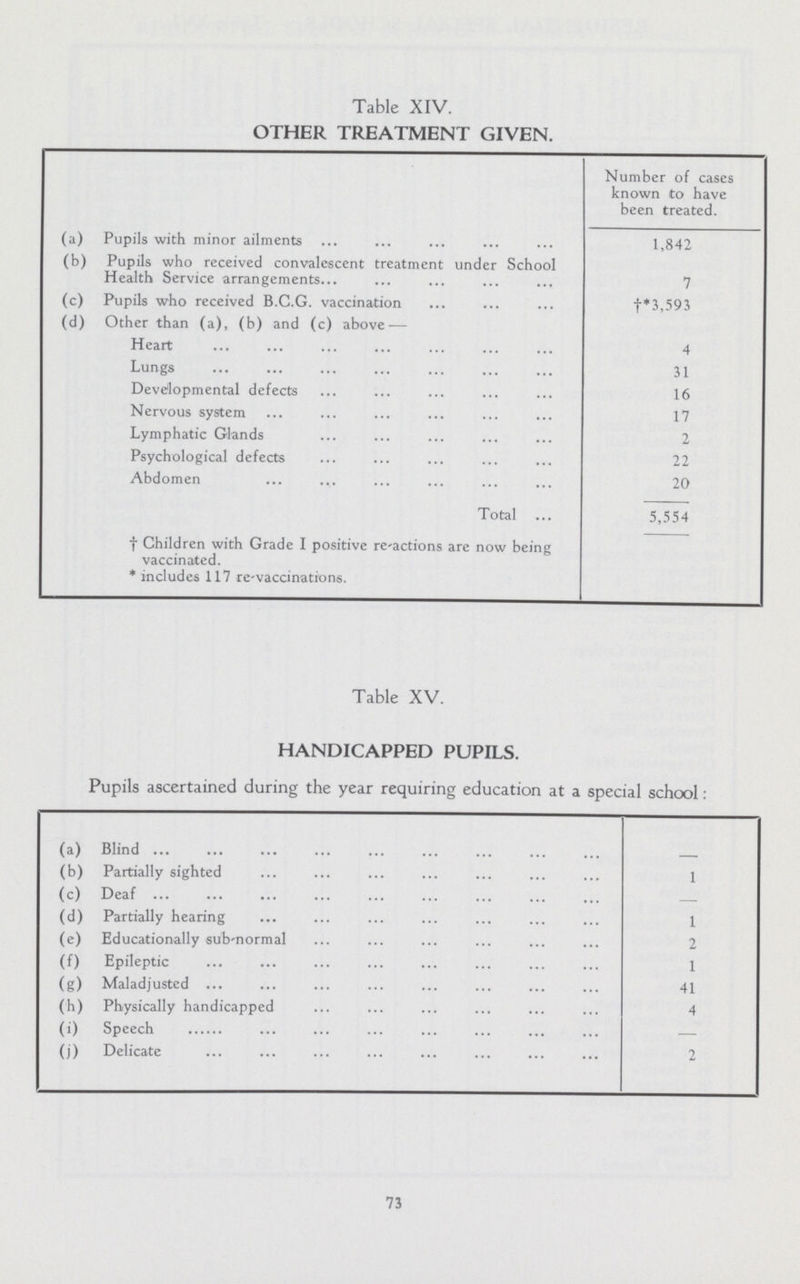 Table XIV.
OTHER TREATMENT GIVEN.
Number of cases
known to have
been treated.
(a) Pupils with minor ailments ... ... ... ... ... 1,842
(b) Pupils who received convalescent treatment under School
Health Service arrangements... ... ... ... ... 7
(c) Pupils who received B.C.G. vaccination ... ... ... †*3,593
(d) Other than (a), (b) and (c) above—
Heart ... ... ... ... ... ... ... 4
Lungs ... ... ... ... ... ... ... 31
Developmental defects ... ... ... ... ... 16
Nervous system ... ... ... ... ... ... 17
Lymphatic Glands ... ... ... ... ... 2
Psychological defects ... ... ... ... ... 22
Abdomen ... ... ... ... ... ... 20
Total ... 5,554
† Children with Grade I positive re-actions are now being
vaccinated.
* includes 117 re-vaccinations.
Table XV.
HANDICAPPED PUPILS.
Pupils ascertained during the year requiring education at a special school:
(a) Blind ... ... ... ... ... ... ... ... ... —
(b) Partially sighted ... ... ... ... ... ... ... 1
(c) Deaf ... ... ... ... ... ... ... ... ... —
(d) Partially hearing ... ... ... ... ... ... ... 1
(e) Educationally sub-normal ... ... ... ... ... ... 2
(f) Epileptic ... ... ... ... ... ... ... ... 1
(g) Maladjusted ... ... ... ... ... ... ... ... 41
(h) Physically handicapped ... ... ... ... ... ... 4
(i) Speech ...... ... ... ... ... ... ... ... —
(j) Delicate ... ... ... ... ... ... ... ... 2
73